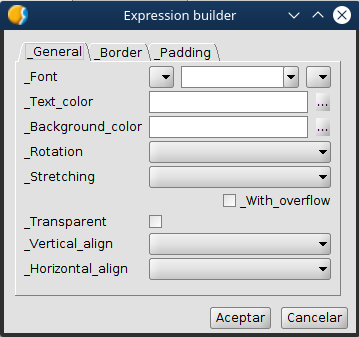 Expression builder
_General _Border _Padding
_Font
_Text_color ...
_Background_color ...
_Rotation
_Stretching
_With_overflow
_Transparent
_Vertical_align
_Horizontal_align
Aceptar Cancelar